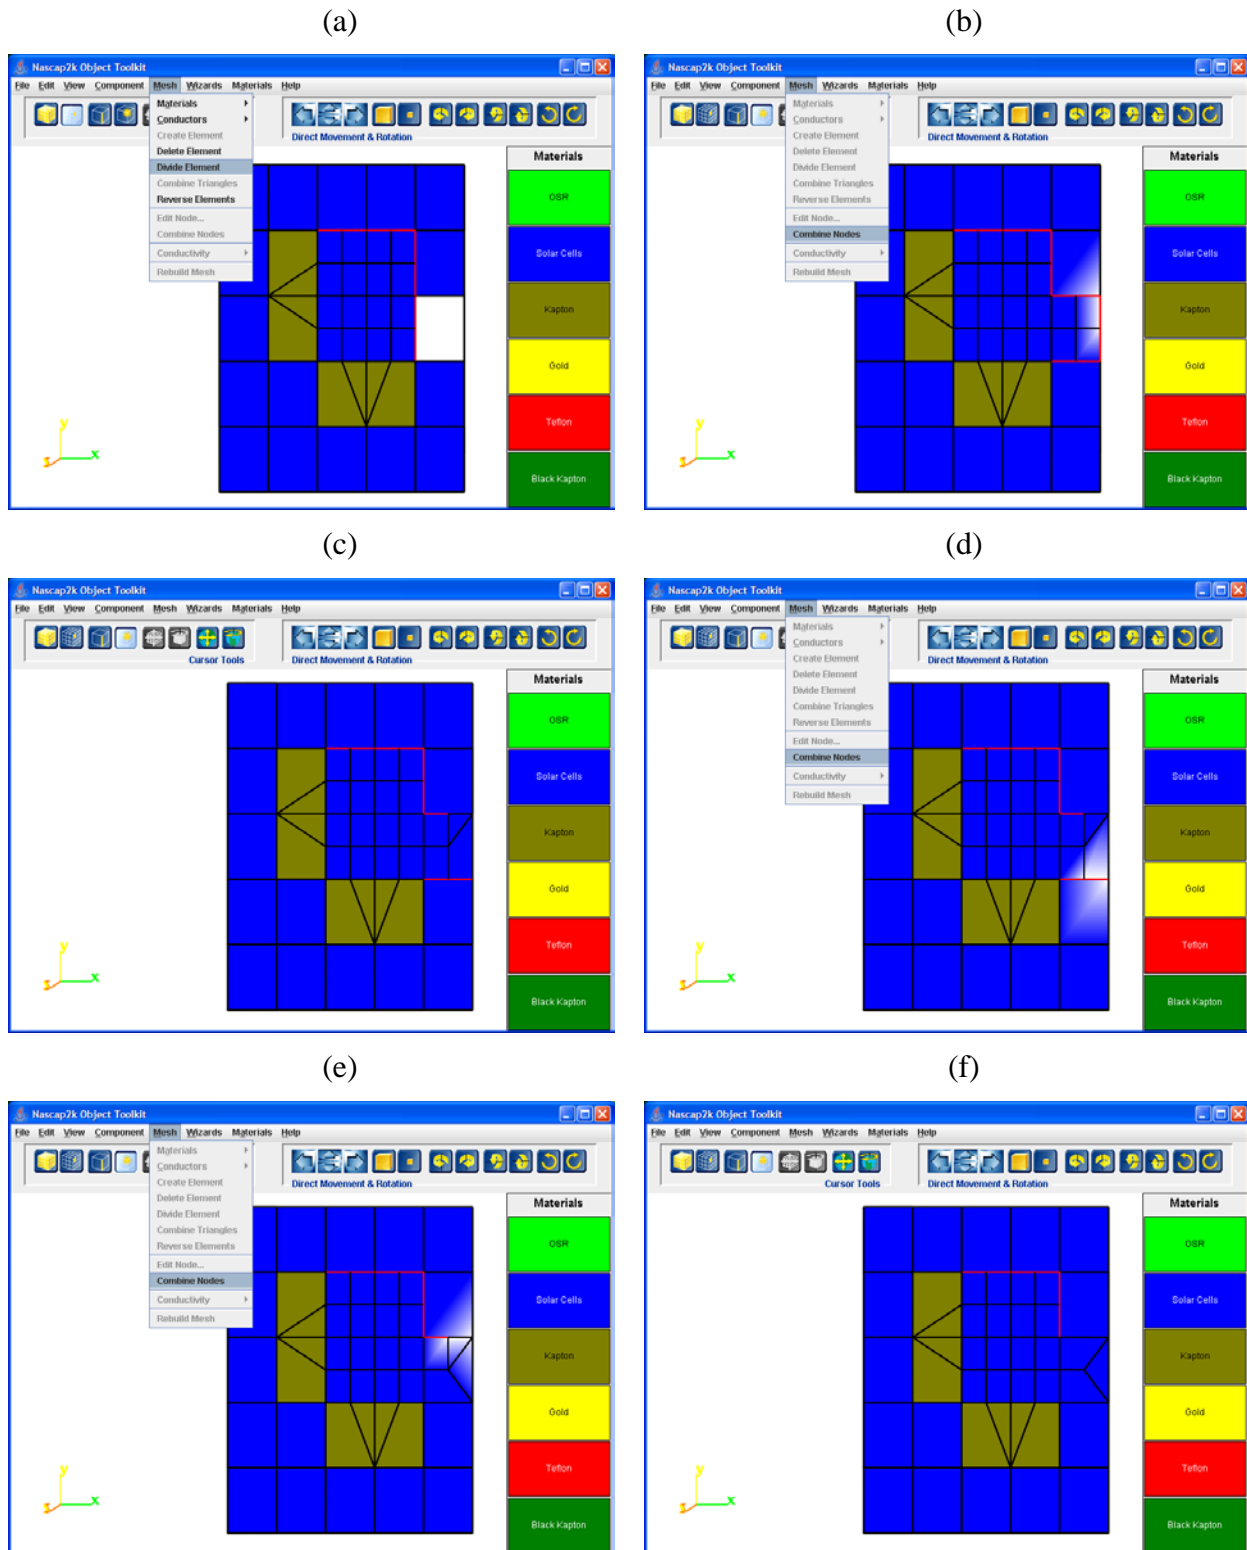 (a)
Nascap2k Object Toolkit
File Edit View Component Mesh Wizards Materials Help
Materials
Conductors
Create Element
Delete Element
Divide Element
Combine Triangles
Reverse Elements
Edit Node...
Combine Nodes
Conductivity
Rebuild Mesh
Direct Movement & Rotation
Materials
OSR
Solar Cells
Kapton
Gold
Teflon
Black Kapton
y
x
z
(b)
Nascap2k Object Toolkit
File Edit View Component Mesh Wizards Materials Help
Materials
Conductors
Create Element
Delete Element
Divide Element
Combine Triangles
Reverse Elements
Edit Node...
Combine Nodes
Conductivity
Rebuild Mesh
Direct Movement & Rotation
Materials
OSR
Solar Cells
Kapton
Gold
Teflon
Black Kapton
y
x
z
(c)
Nascap2k Object Toolkit
File Edit View Component Mesh Wizards Materials Help
Cursor Tools
Direct Movement & Rotation
Materials
OSR
Solar Cells
Kapton
Gold
Teflon
Black Kapton
y
x
z
(d)
Nascap2k Object Toolkit
File Edit View Component Mesh Wizards Materials Help
Materials
Conductors
Create Element
Delete Element
Divide Element
Combine Triangles
Reverse Elements
Edit Node...
Combine Nodes
Conductivity
Rebuild Mesh
Direct Movement & Rotation
Materials
OSR
Solar Cells
Kapton
Gold
Teflon
Black Kapton
y
x
z
(e)
Nascap2k Object Toolkit
File Edit View Component Mesh Wizards Materials Help
Materials
Conductors
Create Element
Delete Element
Divide Element
Combine Triangles
Reverse Elements
Edit Node...
Combine Nodes
Conductivity
Rebuild Mesh
Direct Movement & Rotation
Materials
OSR
Solar Cells
Kapton
Gold
Teflon
Black Kapton
y
x
z
(f)
Nascap2k Object Toolkit
File Edit View Component Mesh Wizards Materials Help
Cursor Tools
Direct Movement & Rotation
Materials
OSR
Solar Cells
Kapton
Gold
Teflon
Black Kapton
y
x
z